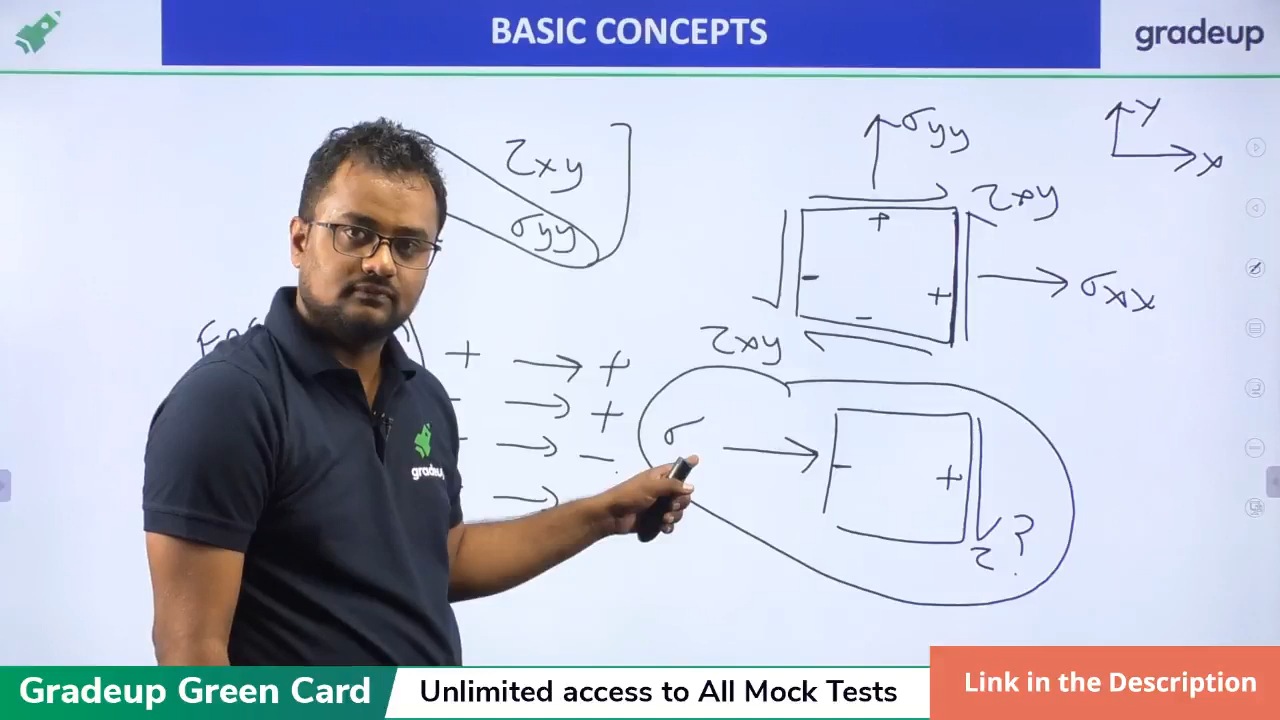 BASIC CONCEPTS
gradeup
τxy
σyy
σyy
Y
x
τxy
+
-
+
-
σxx
τxy
+ → +
→ +
→ -
→
σ
-
+
τ ?
gradeup
Gradeup Green Card
Unlimited access to All Mock Tests
Link in the Description